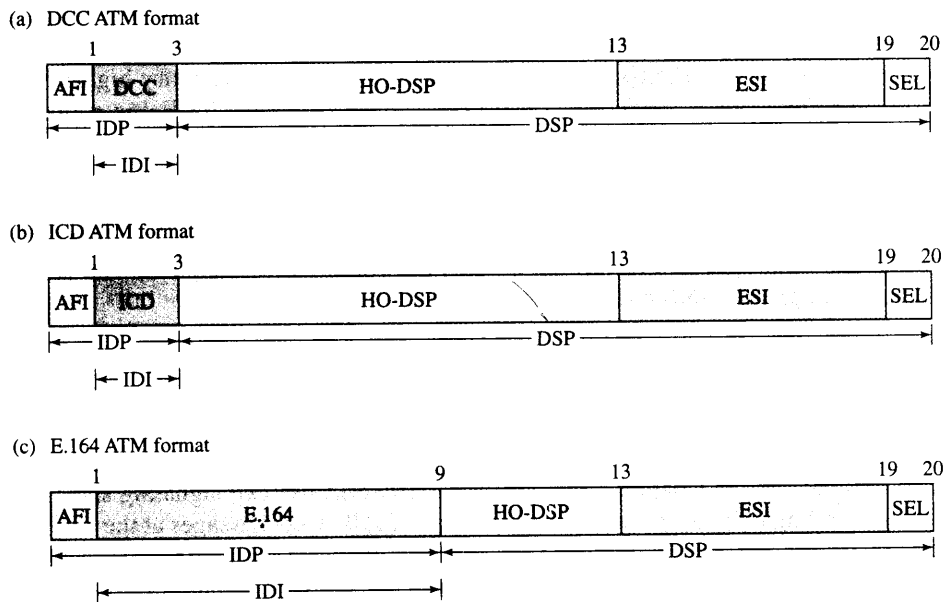 (a) DCC ATM format
1 3 13 19 20
AFI DCC HO-DSP ESI SEL
IDP DSP
IDI
(b) ICD ATM format
1 3 13 19 20
AFI ICD HO-DSP ESI SEL
IDP DSP
IDI
(c) E.164 ATM format
1 9 13 19 20
AFI E.164 HO-DSP ESI SEL
IDP DSP
IDI